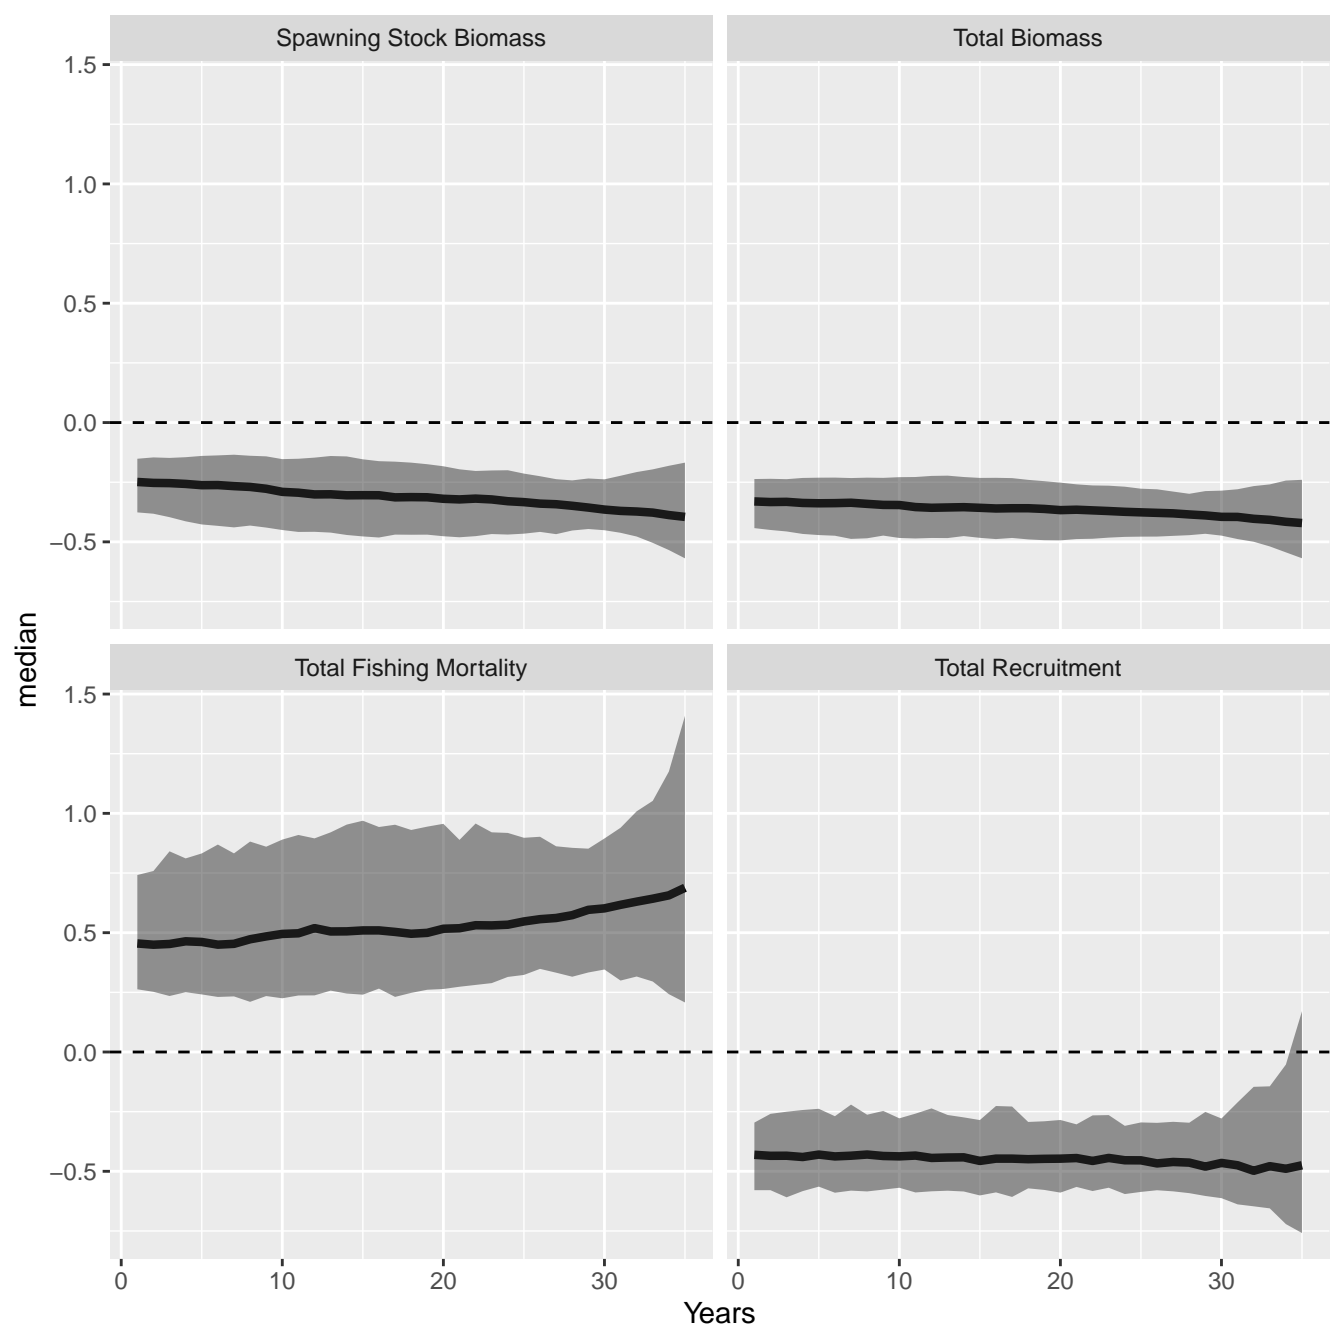 Spawning Stock Biomass
Total Biomass
1.5
1.0
0.5
0.0
−0.5
Total Fishing Mortality
Total Recruitment
1.5
1.0
0.5
0.0
−0.5
median
0 10 20 30
0 10 20 30
Years